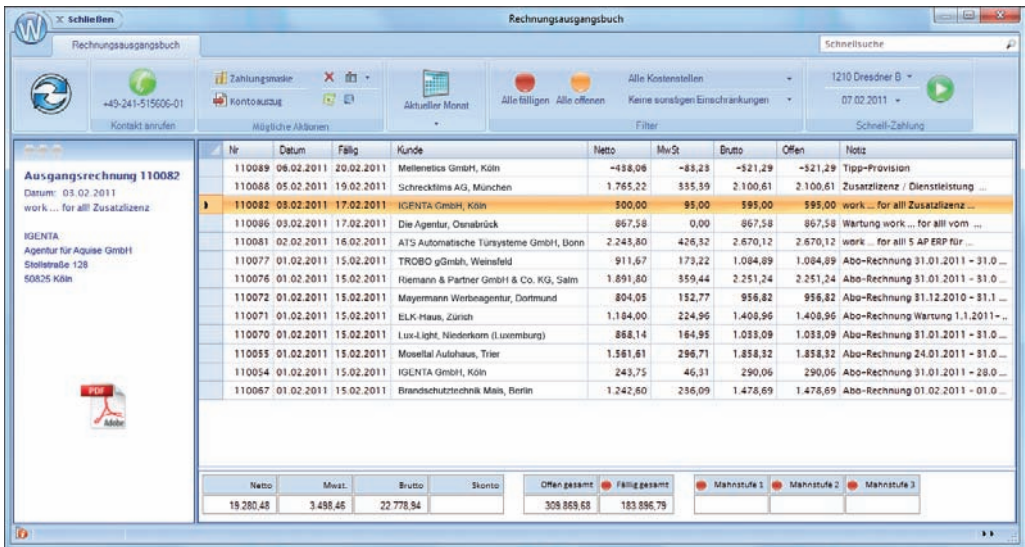 Schließen
Rechnungsausgangsbuch
Rechnungsausgangsbuch
Schnellsuche
+49-241-515606-01
Kontakt anrufen
Zahlungsmaske
Kontoauszug
Mögliche Aktionen
Aktueller Monat
Alle fälligen Alle offenen
Alle Kostenstellen
Keine sonstigen Einschränkungen
Filter
1210 Dresdner B
07.02.2011
Schnell-Zahlung
Ausgangsrechnung 110082
Datum: 03.02.2011
work ... for all! Zusatzlizenz
IGENTA
Agentur für Aquise GmbH
Stollstraße 128
50825 Köln
PDF
Adobe
Nr Datum Fällig Kunde Netto MwSt Brutto Offen Notiz
110089 06.02.2011 20.02.2011 Mellenetics GmbH, Köln -438,06 -83,23 -521,29 -521,29 Tipp-Provision
110088 05.02.2011 19.02.2011 Schreckfilms AG, München 1.765,22 335,39 2.100,61 2.100,61 Zusatzlizenz / Dienstleistung ...
110082 03.02.2011 17.02.2011 IGENTA GmbH, Köln 500,00 95,00 595,00 595,00 work ... for all! Zusatzlizenz ...
110086 03.02.2011 17.02.2011 Die Agentur, Osnabrück 867,58 0,00 867,58 867,58 Wartung work ... for all! vom ...
110081 02.02.2011 16.02.2011 ATS Automatische Türsysteme GmbH, Bonn 2.243,80 426,32 2.670,12 2.670,12 work ... for all! 5 AP ERP für ...
110077 01.02.2011 15.02.2011 TROBO gGmbh, Weinsfeld 911,67 173,22 1.084,89 1.084,89 Abo-Rechnung 31.01.2011 - 31.0 ...
110076 01.02.2011 15.02.2011 Riemann & Partner GmbH & Co. KG, Salm 1.891,80 359,44 2.251,24 2.251,24 Abo-Rechnung 31.01.2011 - 31.0 ...
110072 01.02.2011 15.02.2011 Mayermann Werbeagentur, Dortmund 804,05 152,77 956,82 956,82 Abo-Rechnung 31.12.2010 - 31.1 ...
110071 01.02.2011 15.02.2011 ELK-Haus, Zürich 1.184,00 224,96 1.408,96 1.408,96 Abo-Rechnung Wartung 1.1.2011- ..
110070 01.02.2011 15.02.2011 Lux-Light, Niederkorn (Luxemburg) 868,14 164,95 1.033,09 1.033,09 Abo-Rechnung 31.01.2011 - 31.0 ...
110055 01.02.2011 15.02.2011 Moseltal Autohaus, Trier 1.561,61 296,71 1.858,32 1.858,32 Abo-Rechnung 24.01.2011 - 31.0 ...
110054 01.02.2011 15.02.2011 IGENTA GmbH, Köln 243,75 46,31 290,06 290,06 Abo-Rechnung 31.01.2011 - 28.0 ...
110067 01.02.2011 15.02.2011 Brandschutztechnik Mais, Berlin 1.242,60 236,09 1.478,69 1.478,69 Abo-Rechnung 01.02.2011 - 01.0 ...
Netto Mwst. Brutto Skonto Offen gesamt Fällig gesamt Mahnstufe 1 Mahnstufe 2 Mahnstufe 3
19.280,48 3.498,46 22.778,94 309.869,68 183.896,79